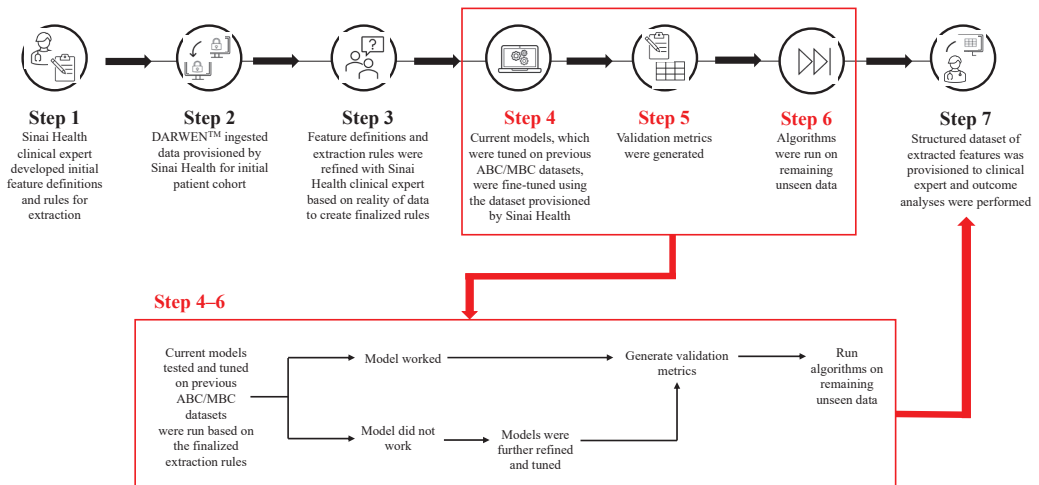 ?
Step 1
Sinai Health
clinical expert
developed initial
feature definitions
and rules for
extraction
Step 2
DARWEN™ ingested
data provisioned by
Sinai Health for initial
patient cohort
Step 3
Feature definitions and
extraction rules were
refined with Sinai
Health clinical expert
based on reality of data
to create finalized rules
Step 4
Current models, which
were tuned on previous
ABC/MBC datasets,
were fine-tuned using
the dataset provisioned
by Sinai Health
Step 5
Validation metrics
were generated
Step 6
Algorithms
were run on
remaining
unseen data
Step 7
Structured dataset of
extracted features was
provisioned to clinical
expert and outcome
analyses were performed
Step 4–6
Current models
tested and tuned
on previous
ABC/MBC
datasets
were run based on
the finalized
extraction rules
Model worked
Model did not
work
Models were
further refined
and tuned
Generate validation
metrics
Run
algorithms on
remaining
unseen data